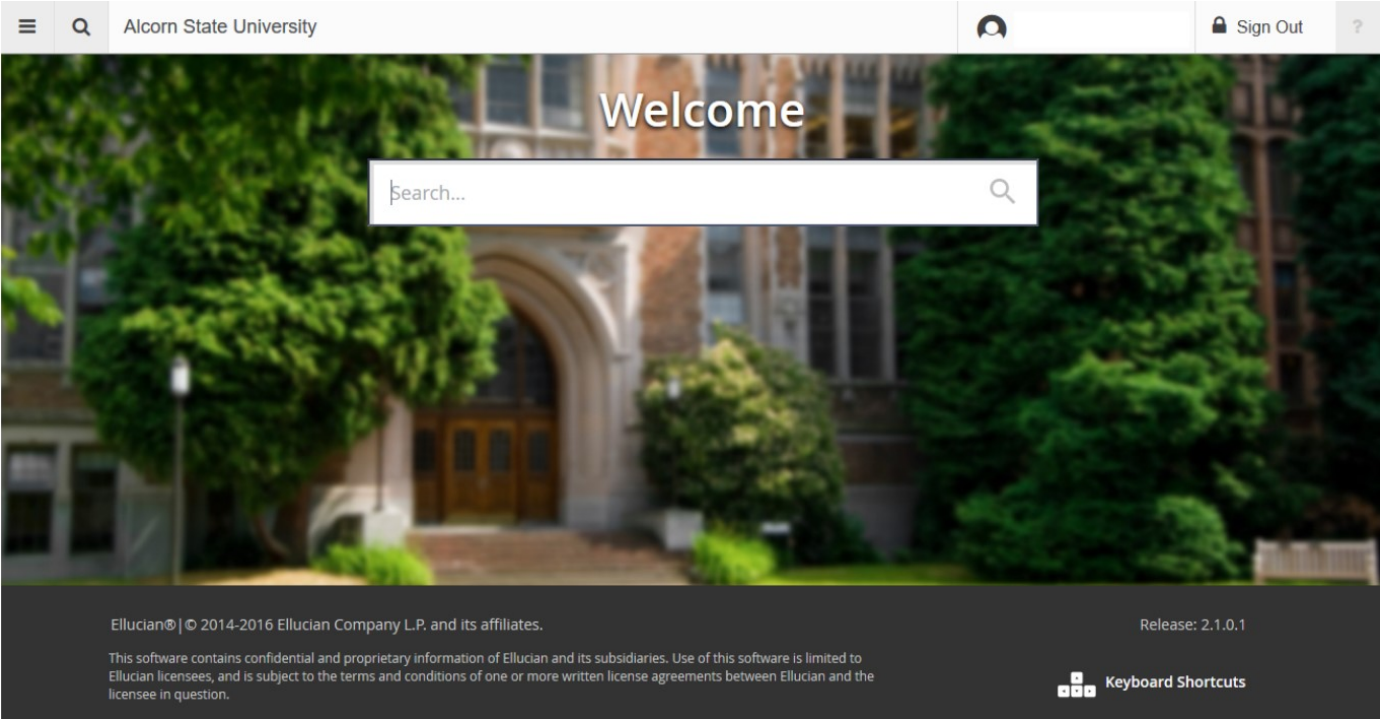 Alcorn State University
Sign Out
?
Welcome
Search...
Ellucian®|© 2014-2016 Ellucian Company L.P. and its affiliates.
Release: 2.1.0.1
This software contains confidential and proprietary information of Ellucian and its subsidiaries. Use of this software is limited to
Ellucian licensees, and is subject to the terms and conditions of one or more written license agreements between Ellucian and the
licensee in question.
Keyboard Shortcuts